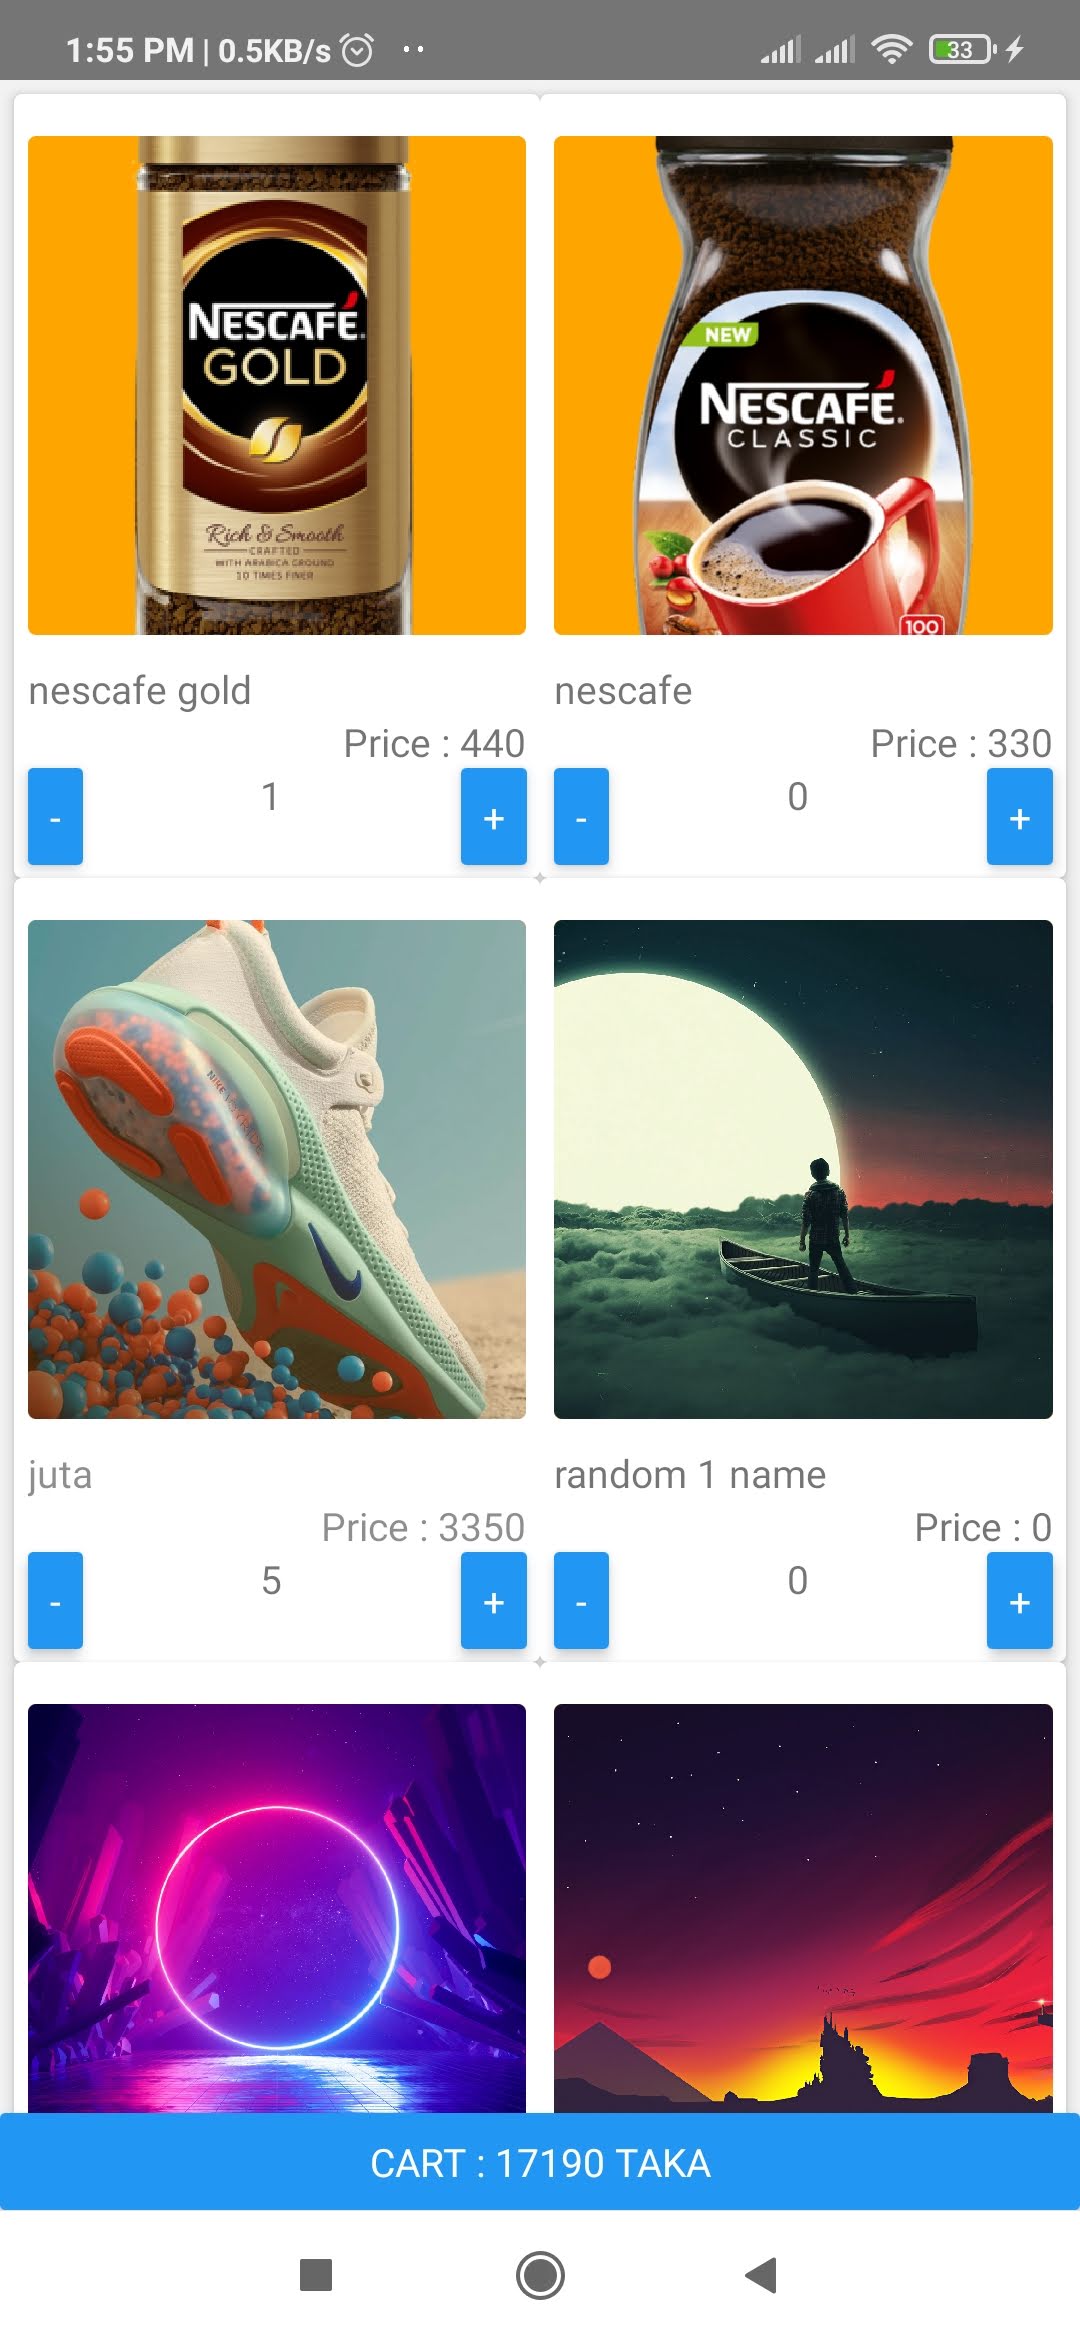 1:55 PM | 0.5KB/s
33
NESCAFÉ.
GOLD
Rich & Smooth
CRAFTED
WITH ARABICA GROUND
10 TIMES FINER
NEW
NESCAFÉ.
CLASSIC
100
nescafe gold
Price : 440
- 1 +
nescafe
Price : 330
- 0 +
NIKE JOYRIDE
juta
Price : 3350
- 5 +
random 1 name
Price : 0
- 0 +
CART : 17190 TAKA